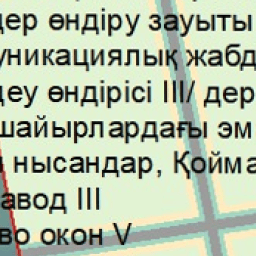 дер өндіру зауыты
уникациялық жабд
деу өндірісі III/ дер
шайырлардағы эм
нысандар, Қойма
авод III
во окон V